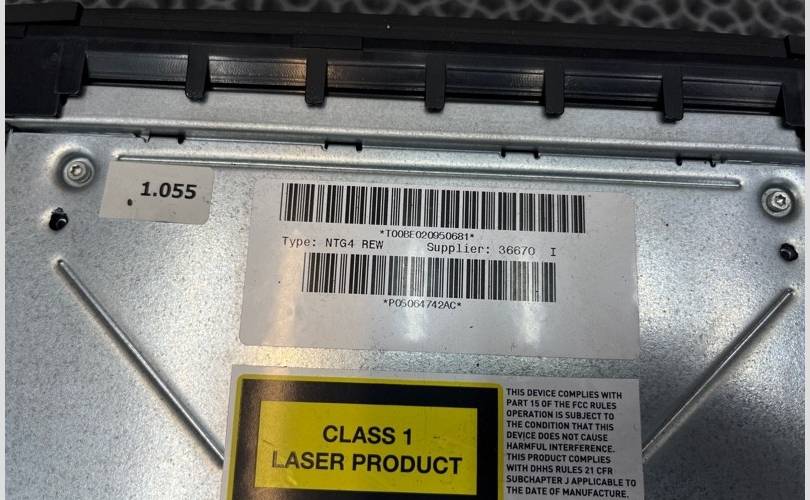 1.055
*T00BE020950681*
Type: NTG4 REW Supplier: 36670 I
*P05064742AC*
CLASS 1
LASER PRODUCT
THIS DEVICE COMPLIES WITH
PART 15 OF THE FCC RULES
OPERATION IS SUBJECT TO
THE CONDITION THAT THIS
DEVICE DOES NOT CAUSE
HARMFUL INTERFERENCE.
THIS PRODUCT COMPLIES
WITH DHHS RULES 21 CFR
SUBCHAPTER J APPLICABLE TO
THE DATE OF MANUFACTURE.